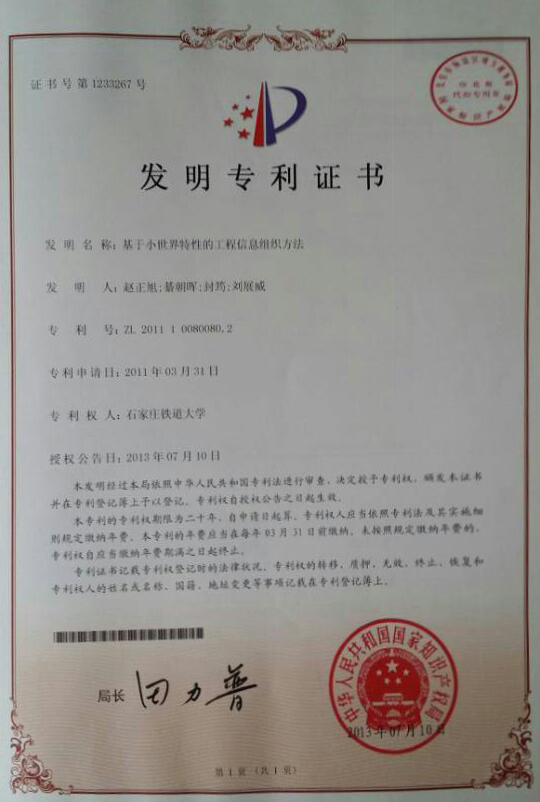 证书号第1233267号
发明专利证书
发明名称：基于小世界特性的工程信息组织方法
发明人：赵正旭;綦朝晖;封筠;刘展威
专利号：ZL 2011 1 0080080.2
专利申请日：2011年03月31日
专利权人：石家庄铁道大学
授权公告日：2013年07月10日
本发明经过本局依照中华人民共和国专利法进行审查，决定授予专利权，颁发本证书
并在专利登记簿上予以登记。专利权自授权公告之日起生效。
本专利的专利权期限为二十年，自申请日起算。专利权人应当依照专利法及其实施细
则规定缴纳年费。本专利的年费应当在每年03月31日前缴纳。未按照规定缴纳年费的，
专利权自应当缴纳年费期满之日起终止。
专利证书记载专利权登记时的法律状况。专利权的转移、质押、无效、终止、恢复和
专利权人的姓名或名称、国籍、地址变更等事项记载在专利登记簿上。
局长 田力普
中华人民共和国国家知识产权局
2013年07月10日
第1页（共1页）